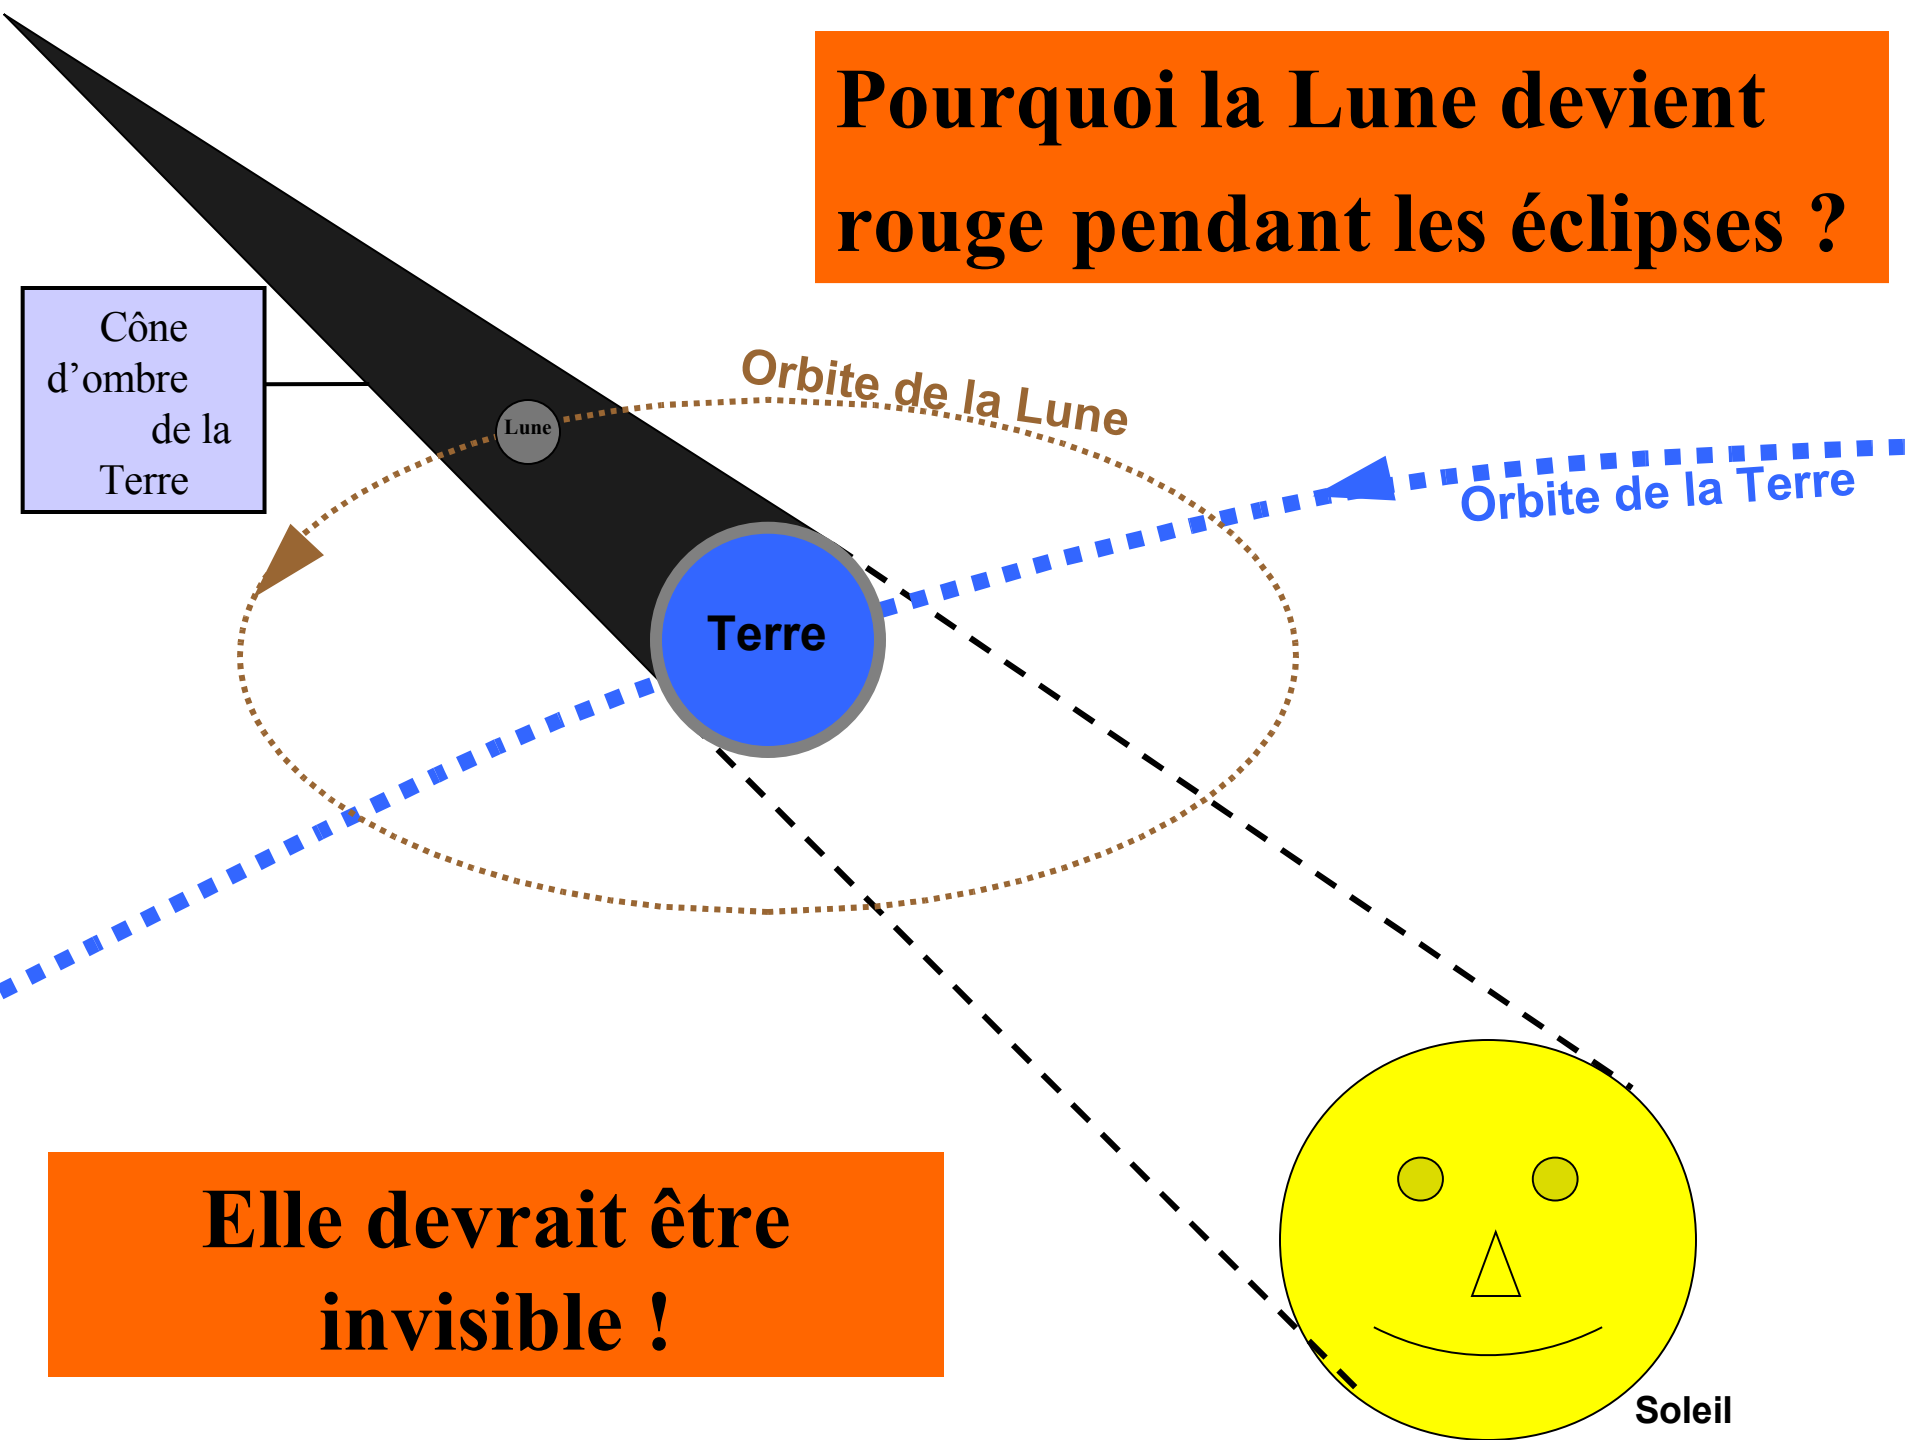 Pourquoi la Lune devient
rouge pendant les éclipses ?
Cône
d’ombre
de la
Terre
Orbite de la Lune
Lune
Orbite de la Terre
Terre
Elle devrait être
invisible !
Soleil